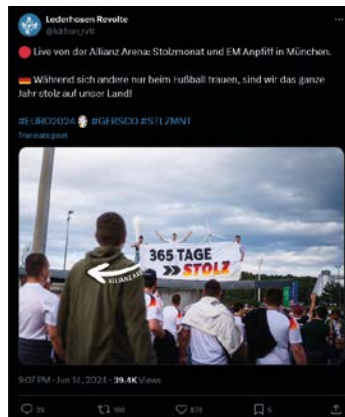 Lederhosen Revolte
@ldrhsn_rvlt
🔴 Live von der Allianz Arena: Stolzmonat und EM Anpfiff in München.
🇩🇪 Während sich andere nur beim Fußball trauen, sind wir das ganze
Jahr stolz auf unser Land!
#EURO2024 #GERSCO #STLZMNT
Translate post
365 TAGE
STOLZ
ALLIANZ ARENA
9:07 PM · Jun 14, 2024 · 39.4K Views